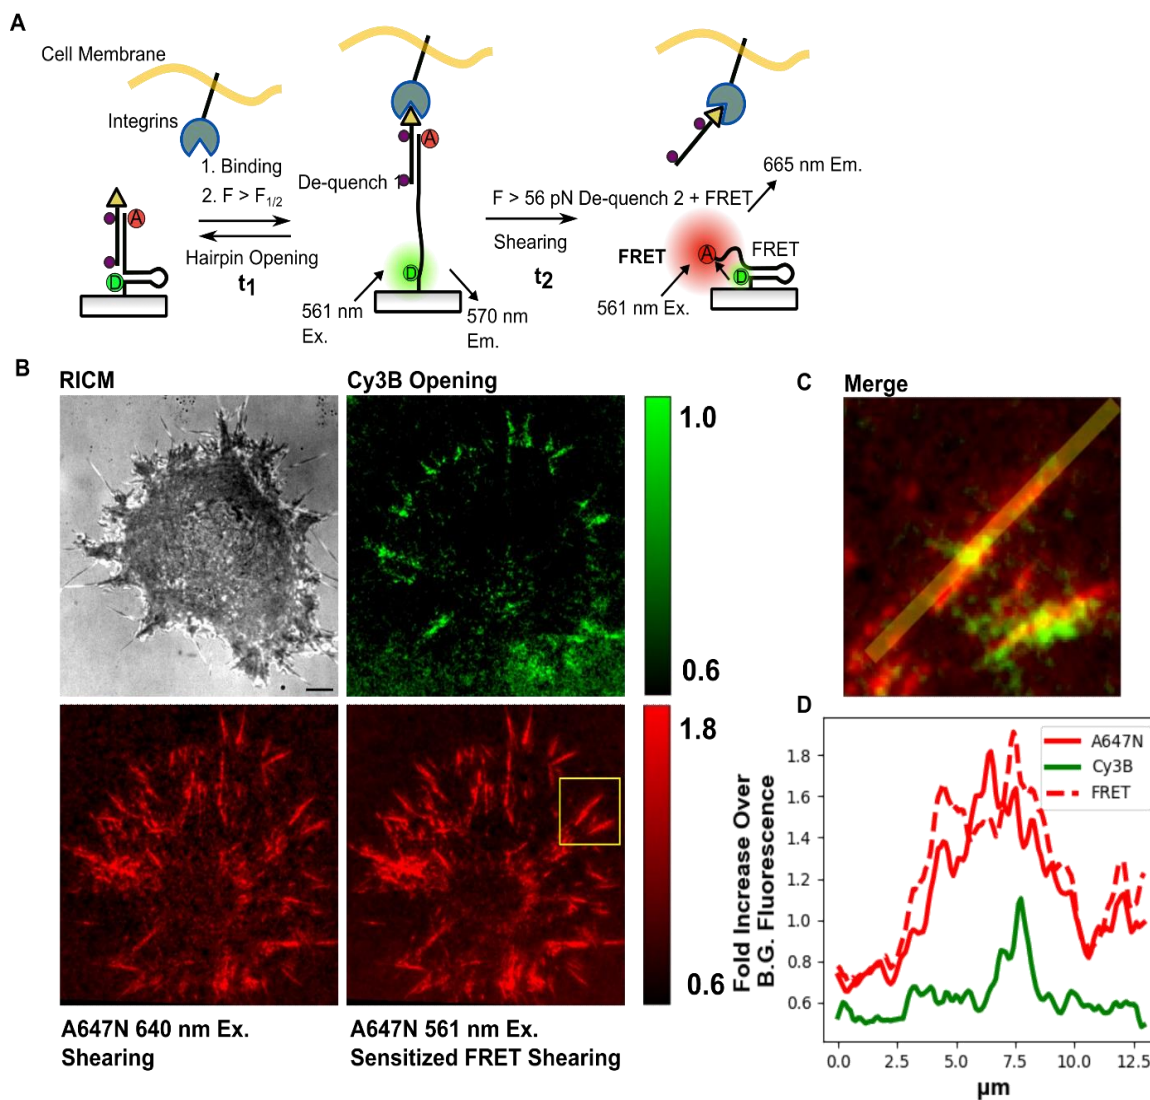 A
Cell Membrane
Integrins
1. Binding
2. F > F1/2
Hairpin Opening
t1
A
D
De-quench 1
A
D
561 nm
Ex.
570 nm
Em.
F > 56 pN
Shearing
t2
De-quench 2 + FRET
665 nm Em.
FRET
A
FRET
D
561 nm Ex.
B
RICM
Cy3B Opening
1.0
0.6
1.8
0.6
A647N 640 nm Ex.
Shearing
A647N 561 nm Ex.
Sensitized FRET Shearing
C
Merge
D
Fold Increase Over
B.G. Fluorescence
1.8
1.6
1.4
1.2
1.0
0.8
0.6
A647N
Cy3B
FRET
0.0 2.5 5.0 7.5 10.0 12.5
μm